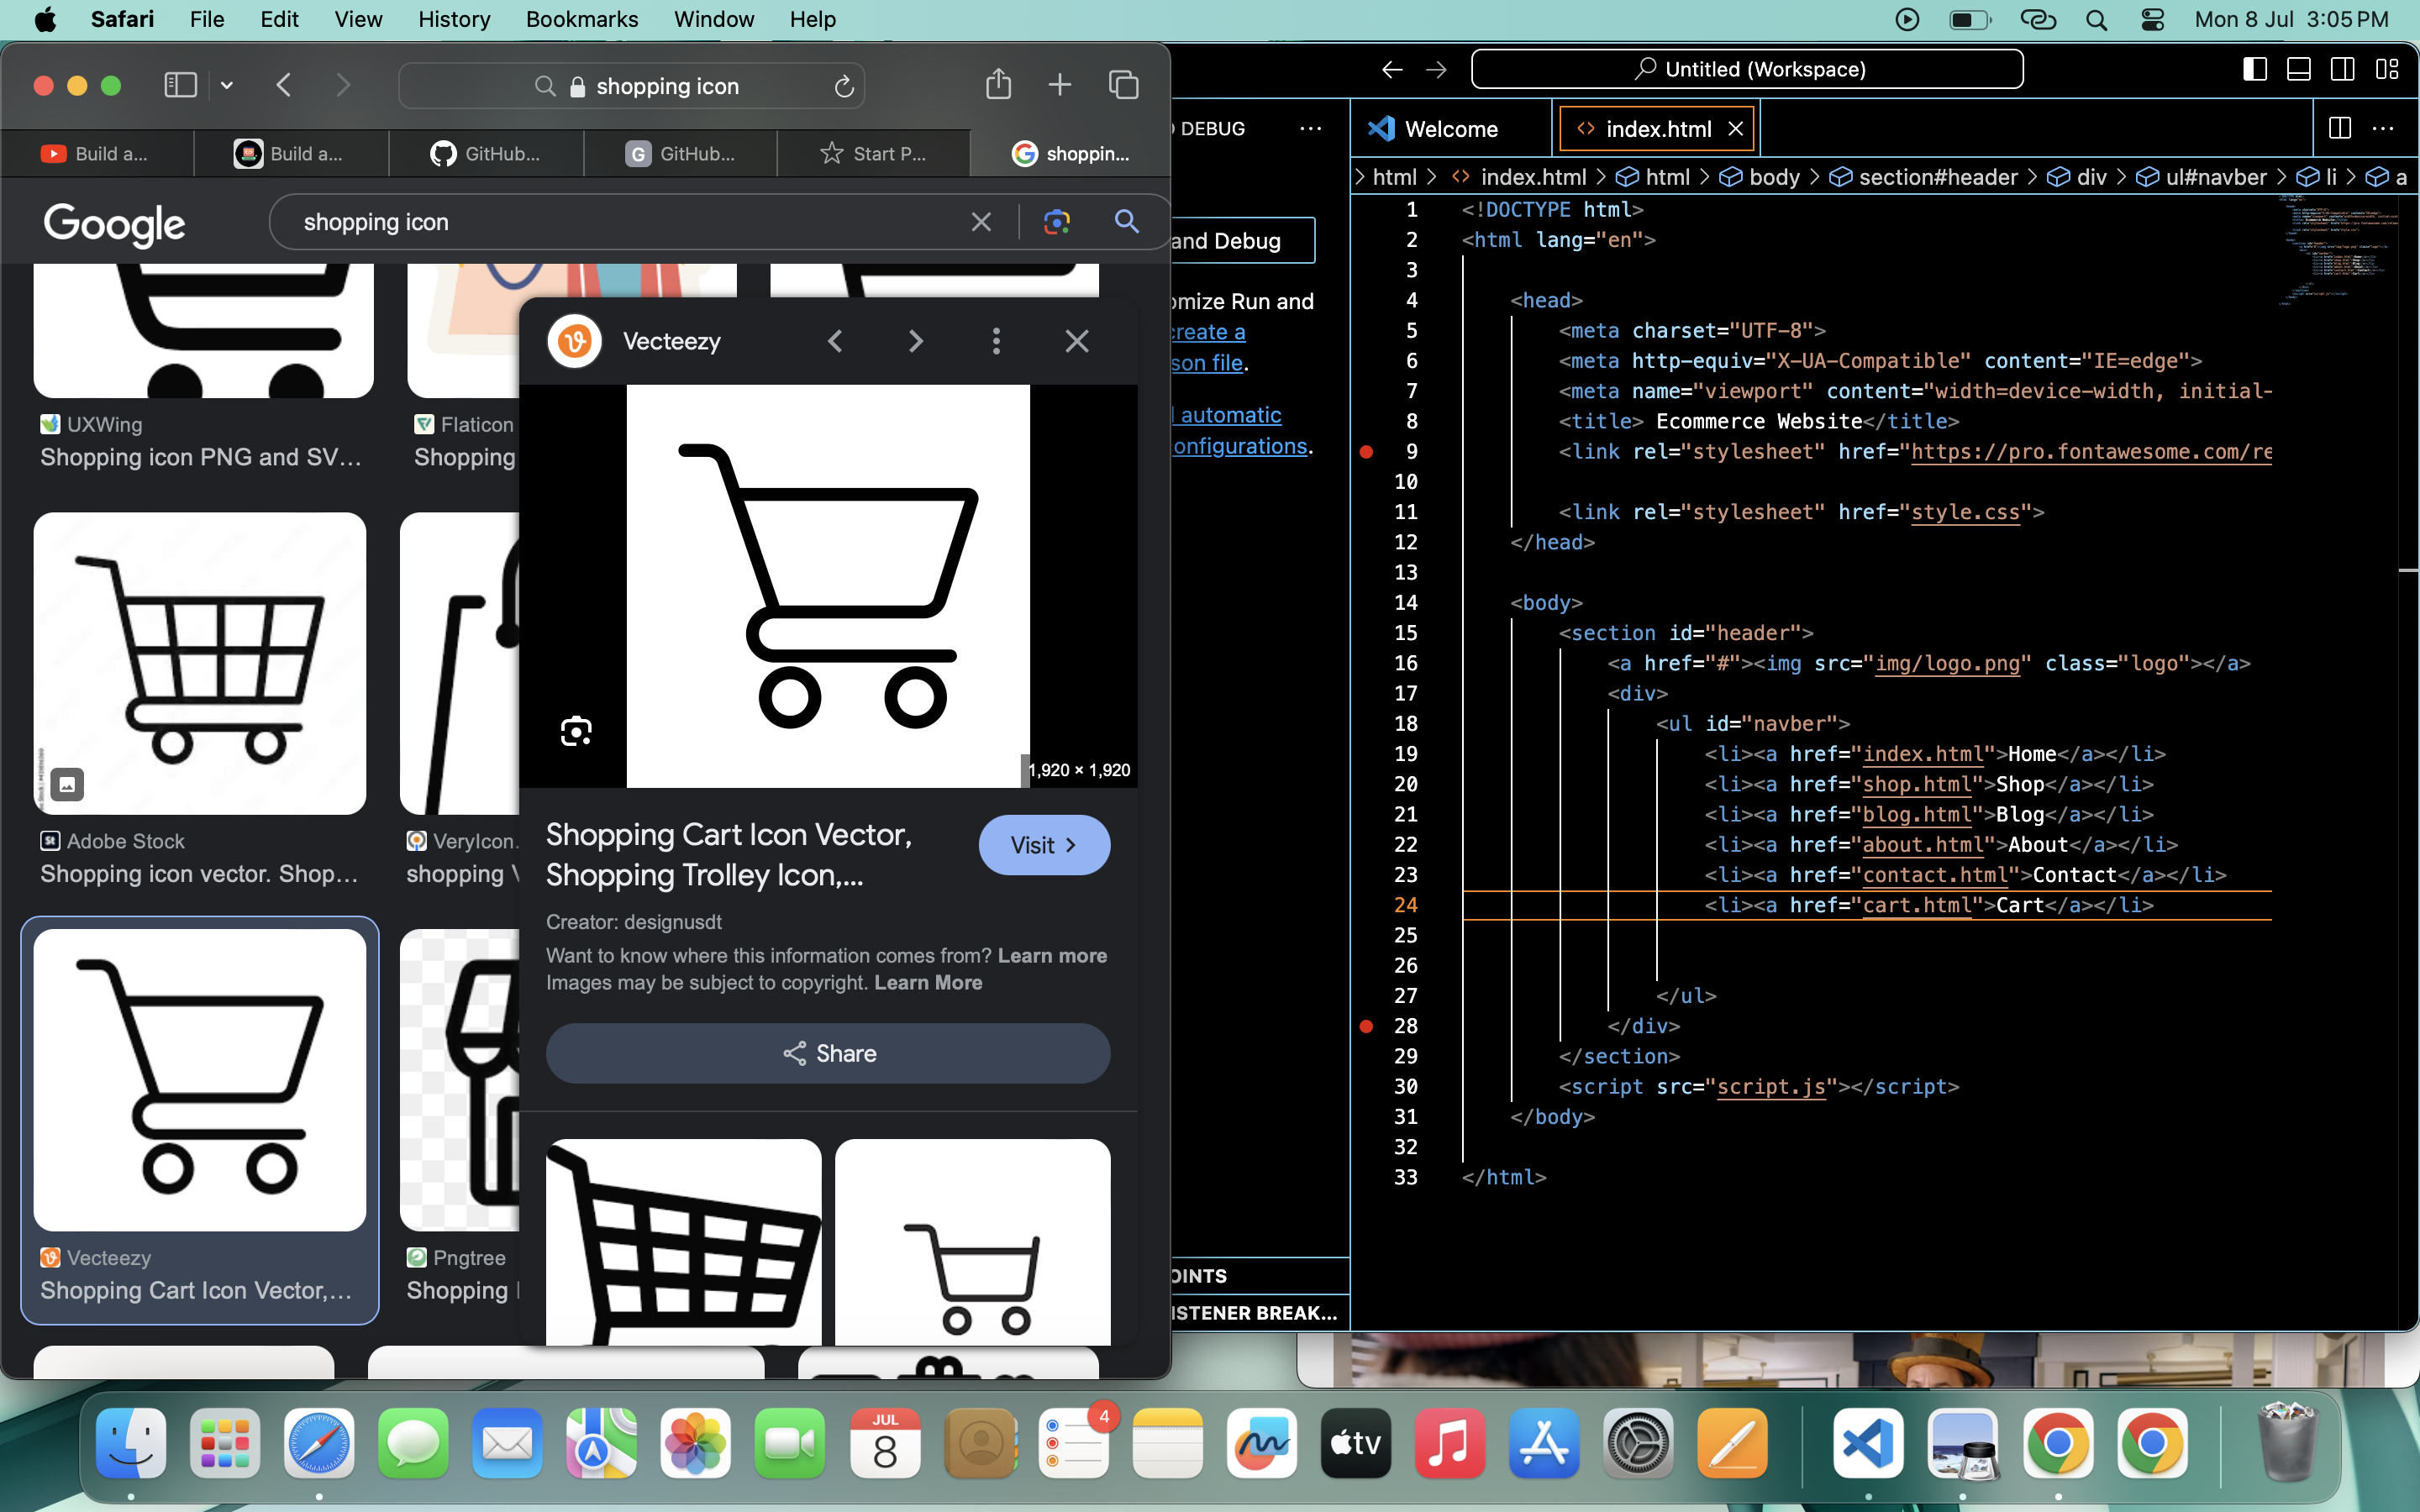 Safari File Edit View History Bookmarks Window Help
Mon 8 Jul 3:05 PM
shopping icon
Build a...
Build a...
GitHub...
GitHub...
Start P...
shoppin...
Google
shopping icon
UXWing
Shopping icon PNG and SV...
Flaticon
Shopping
Adobe Stock
Shopping icon vector. Shop...
VeryIcon.
shopping
Vecteezy
Shopping Cart Icon Vector,...
Pngtree
Shopping
Vecteezy
1,920 × 1,920
Shopping Cart Icon Vector,
Shopping Trolley Icon,...
Visit
Creator: designusdt
Want to know where this information comes from? Learn more
Images may be subject to copyright. Learn More
Share
DEBUG
and Debug
omize Run and
create a
son file.
automatic
onfigurations.
OINTS
ISTENER BREAK...
Untitled (Workspace)
Welcome
index.html
html > index.html > html > body > section#header > div > ul#navber > li > a
1 <!DOCTYPE html>
2 <html lang="en">
3
4 <head>
5 <meta charset="UTF-8">
6 <meta http-equiv="X-UA-Compatible" content="IE=edge">
7 <meta name="viewport" content="width=device-width, initial-
8 <title> Ecommerce Website</title>
9 <link rel="stylesheet" href="https://pro.fontawesome.com/re
10
11 <link rel="stylesheet" href="style.css">
12 </head>
13
14 <body>
15 <section id="header">
16 <a href="#"><img src="img/logo.png" class="logo"></a>
17 <div>
18 <ul id="navber">
19 <li><a href="index.html">Home</a></li>
20 <li><a href="shop.html">Shop</a></li>
21 <li><a href="blog.html">Blog</a></li>
22 <li><a href="about.html">About</a></li>
23 <li><a href="contact.html">Contact</a></li>
24 <li><a href="cart.html">Cart</a></li>
25
26
27 </ul>
28 </div>
29 </section>
30 <script src="script.js"></script>
31 </body>
32
33 </html>
JUL
8
4
tv